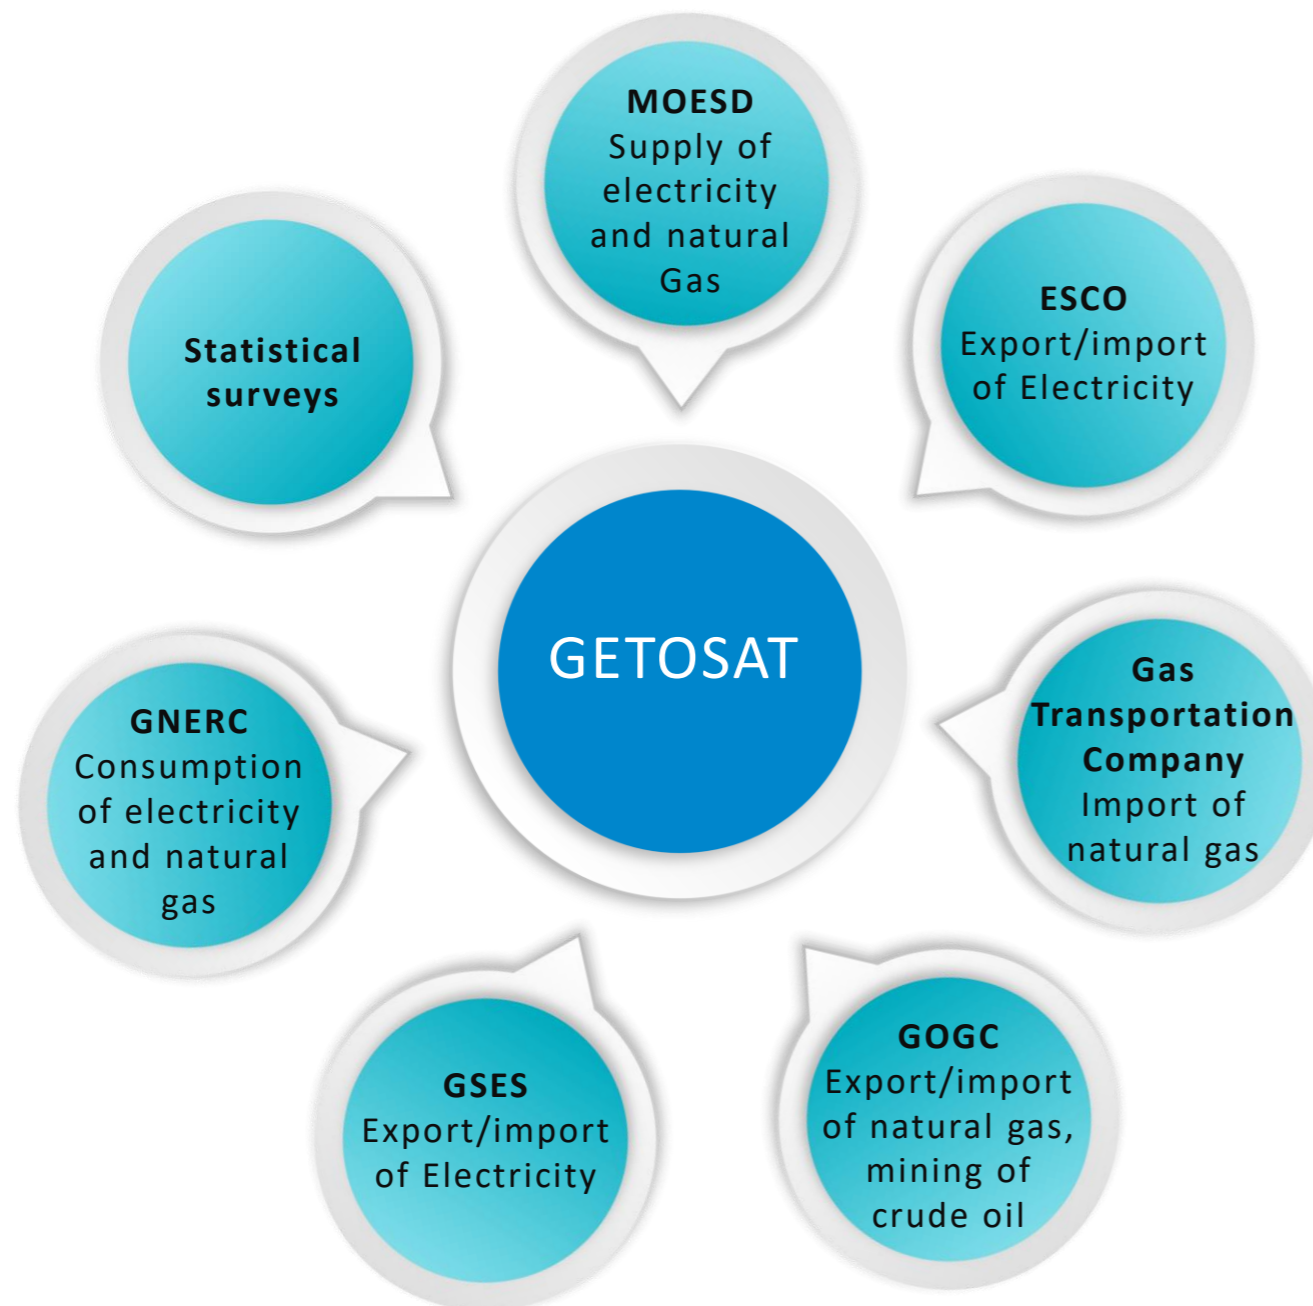 MOESD
Supply of
electricity
and natural
Gas
ESCO
Export/import
of Electricity
Statistical
surveys
GETOSAT
Gas
Transportation
Company
Import of
natural gas
GNERC
Consumption
of electricity
and natural
gas
GOGC
Export/import
of natural gas,
mining of
crude oil
GSES
Export/import
of Electricity